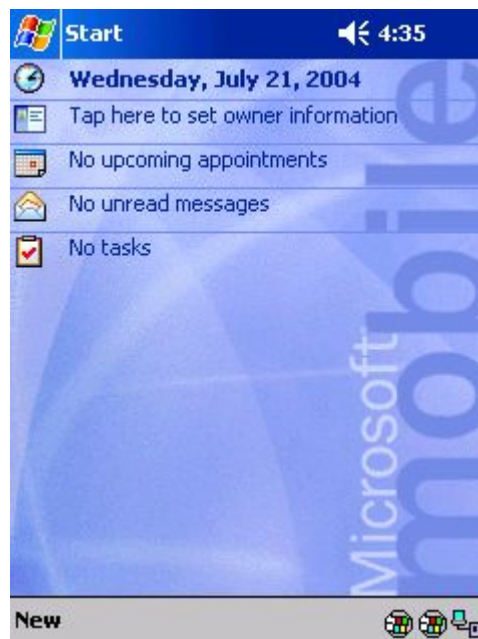 Start 4:35
Wednesday, July 21, 2004
Tap here to set owner information
No upcoming appointments
No unread messages
No tasks
Microsoft
mobile
New